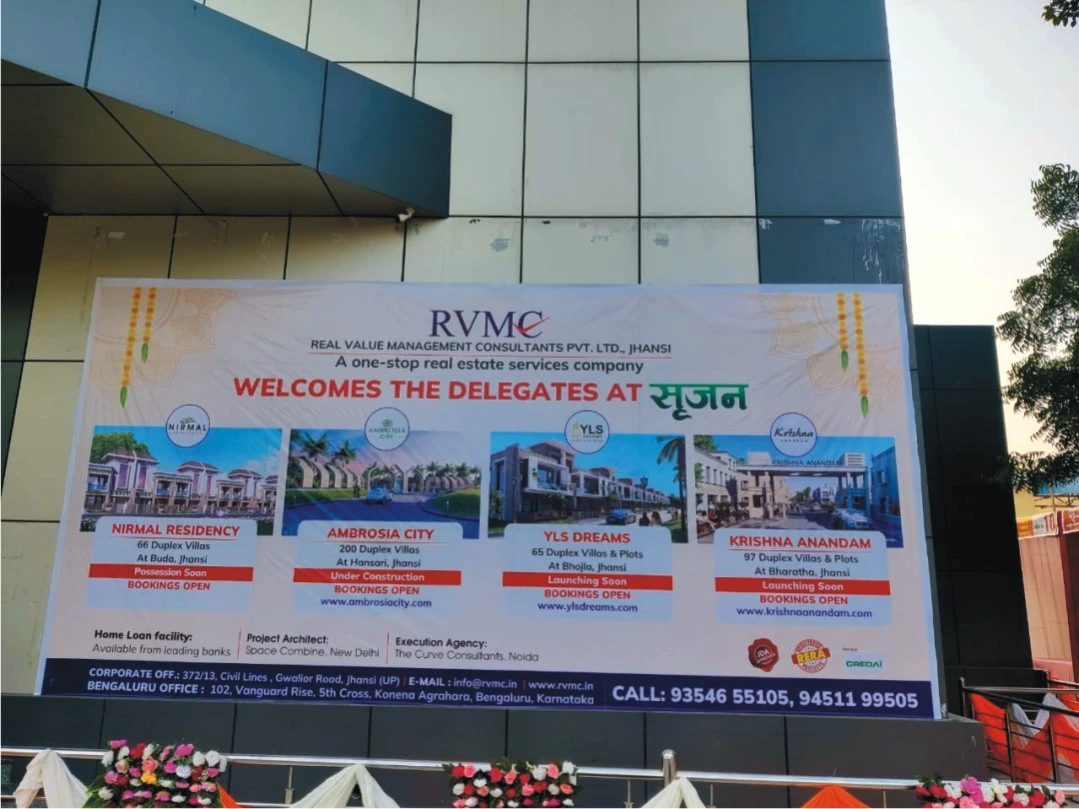 RVMC
REAL VALUE MANAGEMENT CONSULTANTS PVT. LTD., JHANSI
A one-stop real estate services company
WELCOMES THE DELEGATES AT सृजन
NIRMAL
NIRMAL RESIDENCY
66 Duplex Villas
At Buda, Jhansi
Possession Soon
BOOKINGS OPEN
AMBROSIA
CITY
AMBROSIA CITY
200 Duplex Villas
At Hansari, Jhansi
Under Construction
BOOKINGS OPEN
www.ambrosiacity.com
YLS
DREAMS
YLS DREAMS
65 Duplex Villas & Plots
At Bhojla, Jhansi
Launching Soon
BOOKINGS OPEN
www.ylsdreams.com
Krishna
ANANDAM
KRISHNA ANANDAM
KRISHNA ANANDAM
97 Duplex Villas & Plots
At Bharatha, Jhansi
Launching Soon
BOOKINGS OPEN
www.krishnaanandam.com
Home Loan facility:
Available from leading banks
Project Architect:
Space Combine, New Delhi
Execution Agency:
The Curve Consultants, Noida
JDA
RERA
CREDAI
CORPORATE OFF.: 372/13, Civil Lines , Gwalior Road, Jhansi (UP) | E-MAIL : info@rvmc.in | www.rvmc.in
BENGALURU OFFICE : 102, Vanguard Rise, 5th Cross, Konena Agrahara, Bengaluru, Karnataka
CALL: 93546 55105, 94511 99505